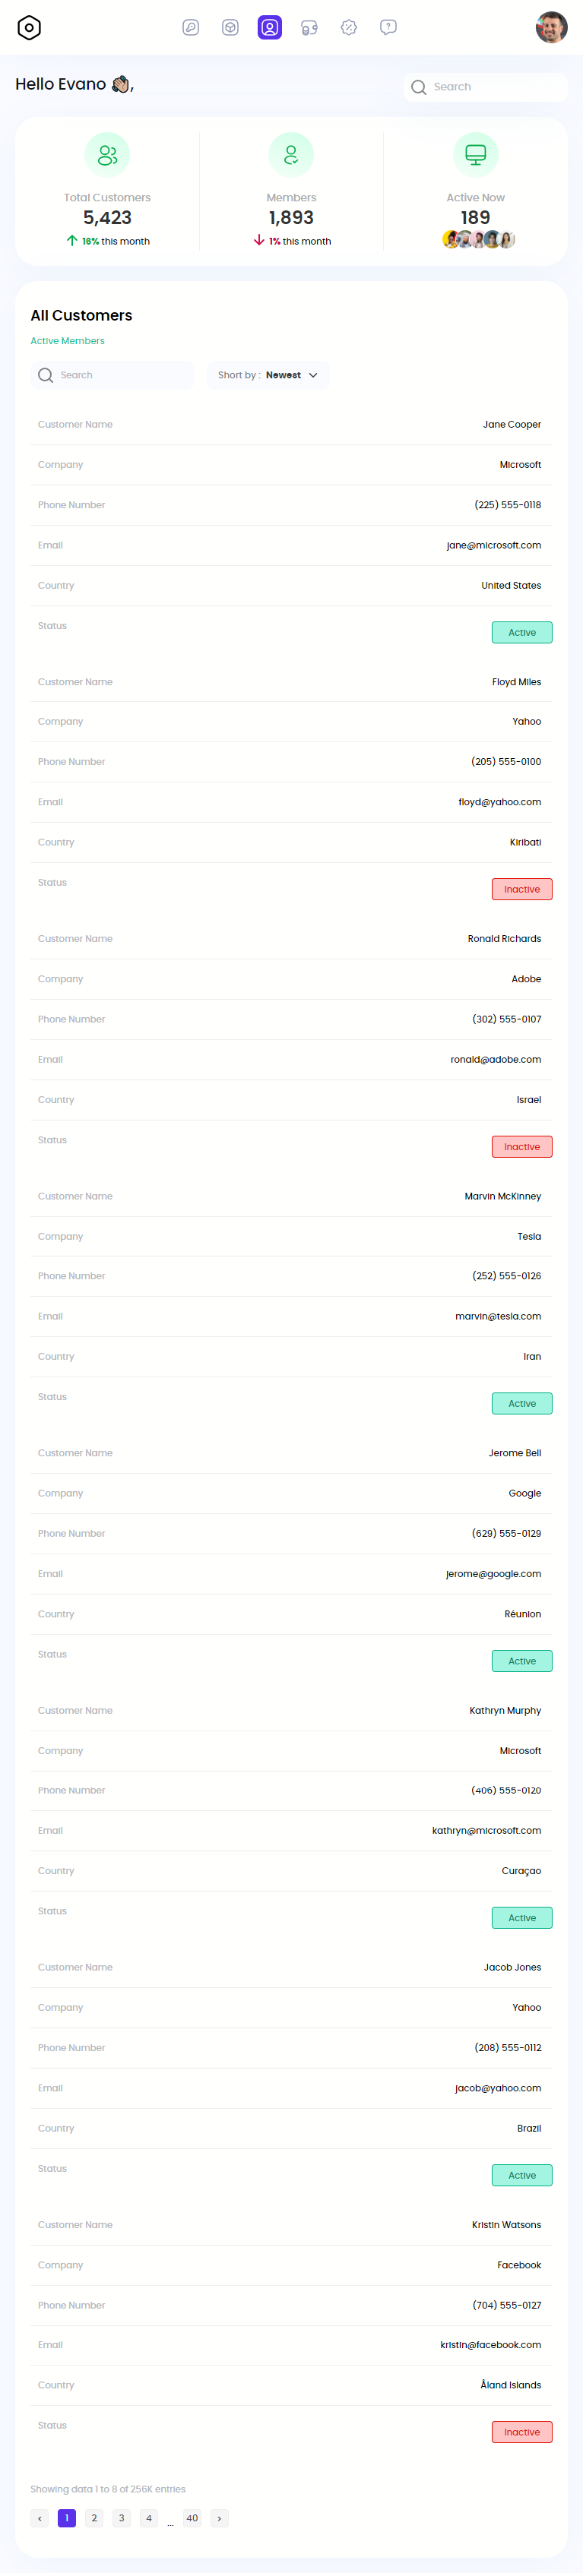 Hello Evano 👋🏼,
Search
Total Customers
5,423
16% this month
Members
1,893
1% this month
Active Now
189
All Customers
Active Members
Search
Short by : Newest
Customer Name Jane Cooper
Company Microsoft
Phone Number (225) 555-0118
Email jane@microsoft.com
Country United States
Status Active
Customer Name Floyd Miles
Company Yahoo
Phone Number (205) 555-0100
Email floyd@yahoo.com
Country Kiribati
Status Inactive
Customer Name Ronald Richards
Company Adobe
Phone Number (302) 555-0107
Email ronald@adobe.com
Country Israel
Status Inactive
Customer Name Marvin McKinney
Company Tesla
Phone Number (252) 555-0126
Email marvin@tesla.com
Country Iran
Status Active
Customer Name Jerome Bell
Company Google
Phone Number (629) 555-0129
Email jerome@google.com
Country Réunion
Status Active
Customer Name Kathryn Murphy
Company Microsoft
Phone Number (406) 555-0120
Email kathryn@microsoft.com
Country Curaçao
Status Active
Customer Name Jacob Jones
Company Yahoo
Phone Number (208) 555-0112
Email jacob@yahoo.com
Country Brazil
Status Active
Customer Name Kristin Watsons
Company Facebook
Phone Number (704) 555-0127
Email kristin@facebook.com
Country Åland Islands
Status Inactive
Showing data 1 to 8 of 256K entries
‹ 1 2 3 4 ... 40 ›